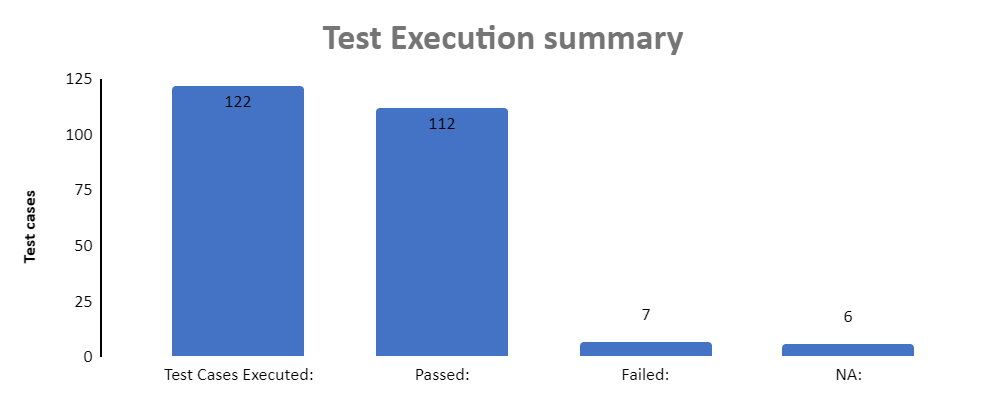 Test Execution summary
125
100
75
50
25
0
Test cases
122
112
7
6
Test Cases Executed:
Passed:
Failed:
NA: